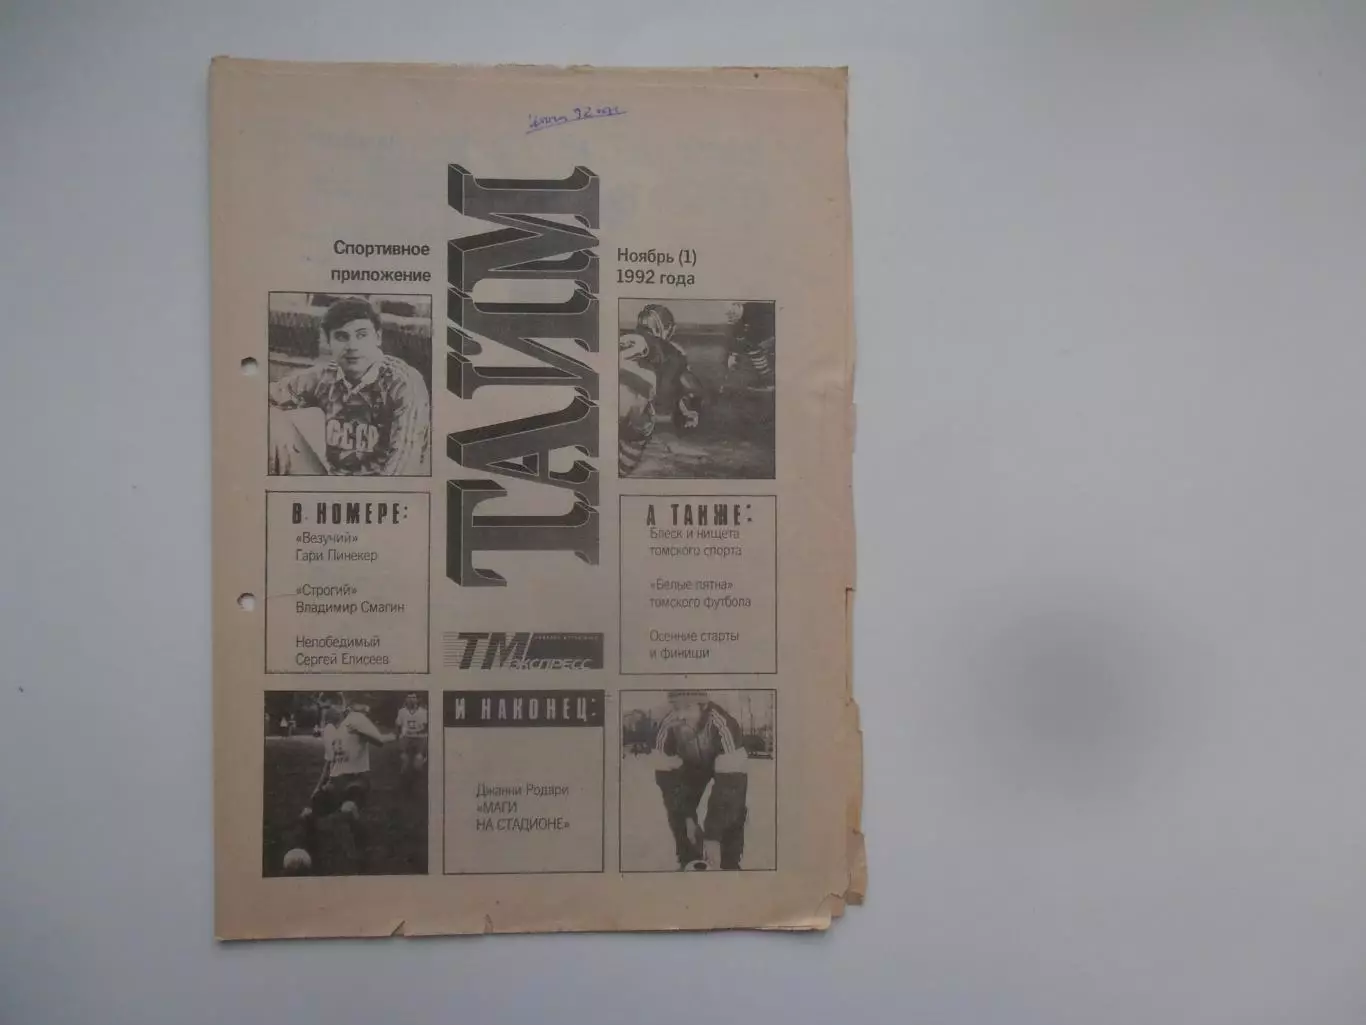 Спортивное
приложение
ТАЙМ
Ноябрь (1)
1992 года
СССР
В НОМЕРЕ:
«Везучий»
Гари Пинекер
«Строгий»
Владимир Смагин
Непобедимый
Сергей Елисеев
А ТАКЖЕ:
Блеск и нищета
томского спорта
«Белые пятна»
томского футбола
Осенние старты
и финиши
ТМ
ЭКСПРЕСС
И НАКОНЕЦ:
Джанни Родари
«МАГИ
НА СТАДИОНЕ»